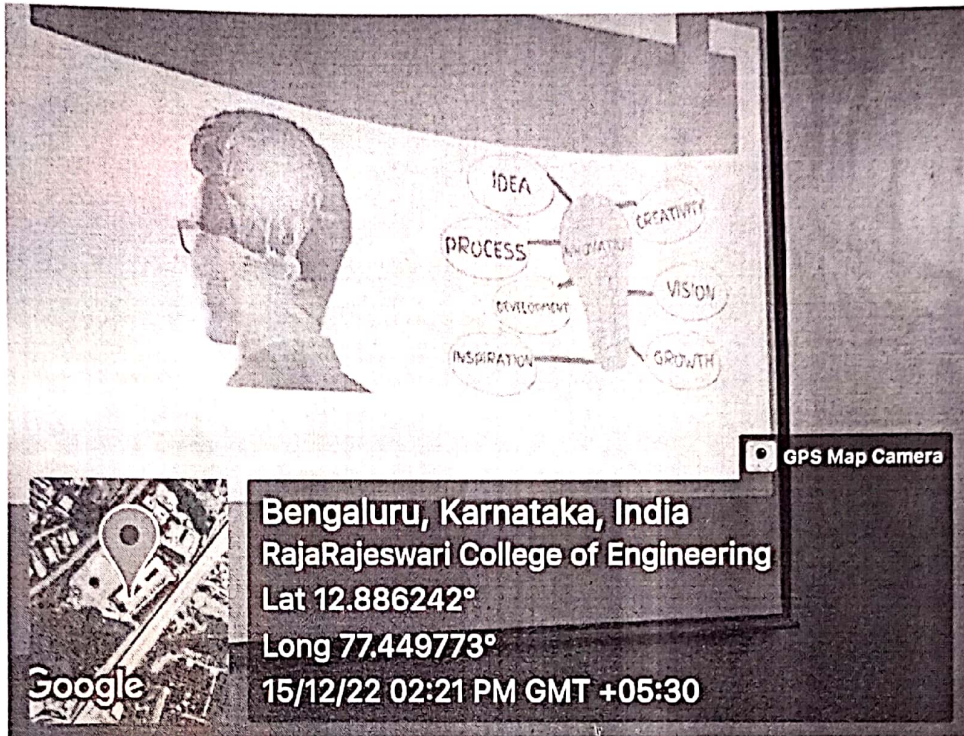 IDEA
CREATIVITY
PROCESS
INNOVATION
VISION
DEVELOPMENT
INSPIRATION
GROWTH
GPS Map Camera
Bengaluru, Karnataka, India
RajaRajeswari College of Engineering
Lat 12.886242°
Long 77.449773°
15/12/22 02:21 PM GMT +05:30
Google